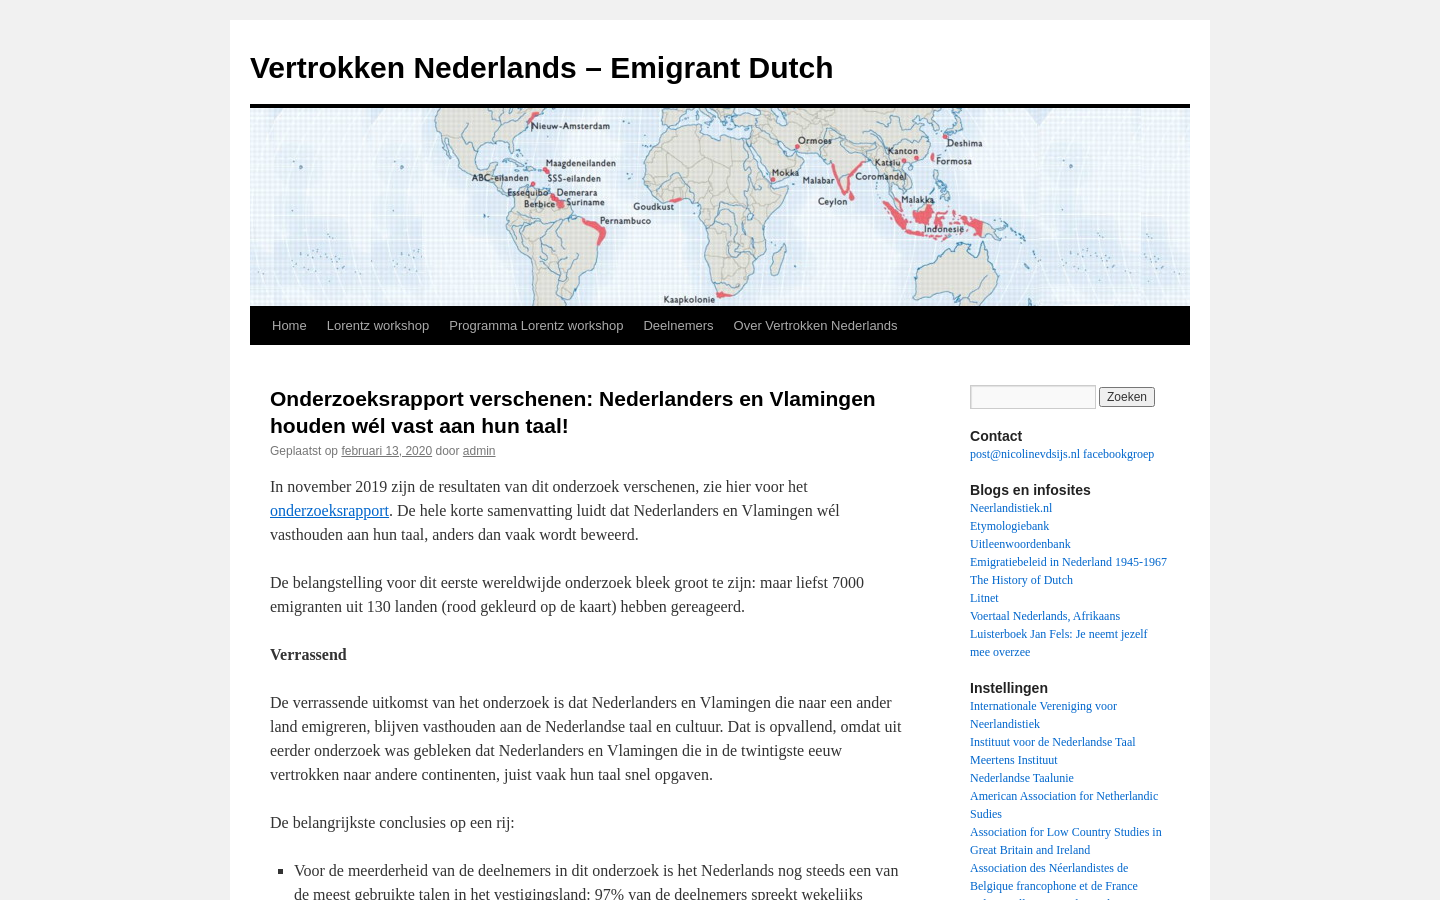 Vertrokken Nederlands – Emigrant Dutch
Nieuw-Amsterdam
Maagdeneilanden
ABC-eilanden
SSS-eilanden
Essequibo
Demerara
Berbice
Suriname
Pernambuco
Goudkust
Kaapkolonie
Ormoes
Mokka
Malabar
Ceylon
Coromandel
Kanton
Katsiu
Deshima
Formosa
Malakka
Indonesië
Home
Lorentz workshop
Programma Lorentz workshop
Deelnemers
Over Vertrokken Nederlands
Onderzoeksrapport verschenen: Nederlanders en Vlamingen
houden wél vast aan hun taal!
Geplaatst op februari 13, 2020 door admin
In november 2019 zijn de resultaten van dit onderzoek verschenen, zie hier voor het
onderzoeksrapport. De hele korte samenvatting luidt dat Nederlanders en Vlamingen wél
vasthouden aan hun taal, anders dan vaak wordt beweerd.
De belangstelling voor dit eerste wereldwijde onderzoek bleek groot te zijn: maar liefst 7000
emigranten uit 130 landen (rood gekleurd op de kaart) hebben gereageerd.
Verrassend
De verrassende uitkomst van het onderzoek is dat Nederlanders en Vlamingen die naar een ander
land emigreren, blijven vasthouden aan de Nederlandse taal en cultuur. Dat is opvallend, omdat uit
eerder onderzoek was gebleken dat Nederlanders en Vlamingen die in de twintigste eeuw
vertrokken naar andere continenten, juist vaak hun taal snel opgaven.
De belangrijkste conclusies op een rij:
Voor de meerderheid van de deelnemers in dit onderzoek is het Nederlands nog steeds een van
de meest gebruikte talen in het vestigingsland: 97% van de deelnemers spreekt wekelijks
Zoeken
Contact
post@nicolinevdsijs.nl facebookgroep
Blogs en infosites
Neerlandistiek.nl
Etymologiebank
Uitleenwoordenbank
Emigratiebeleid in Nederland 1945-1967
The History of Dutch
Litnet
Voertaal Nederlands, Afrikaans
Luisterboek Jan Fels: Je neemt jezelf
mee overzee
Instellingen
Internationale Vereniging voor
Neerlandistiek
Instituut voor de Nederlandse Taal
Meertens Instituut
Nederlandse Taalunie
American Association for Netherlandic
Sudies
Association for Low Country Studies in
Great Britain and Ireland
Association des Néerlandistes de
Belgique francophone et de France